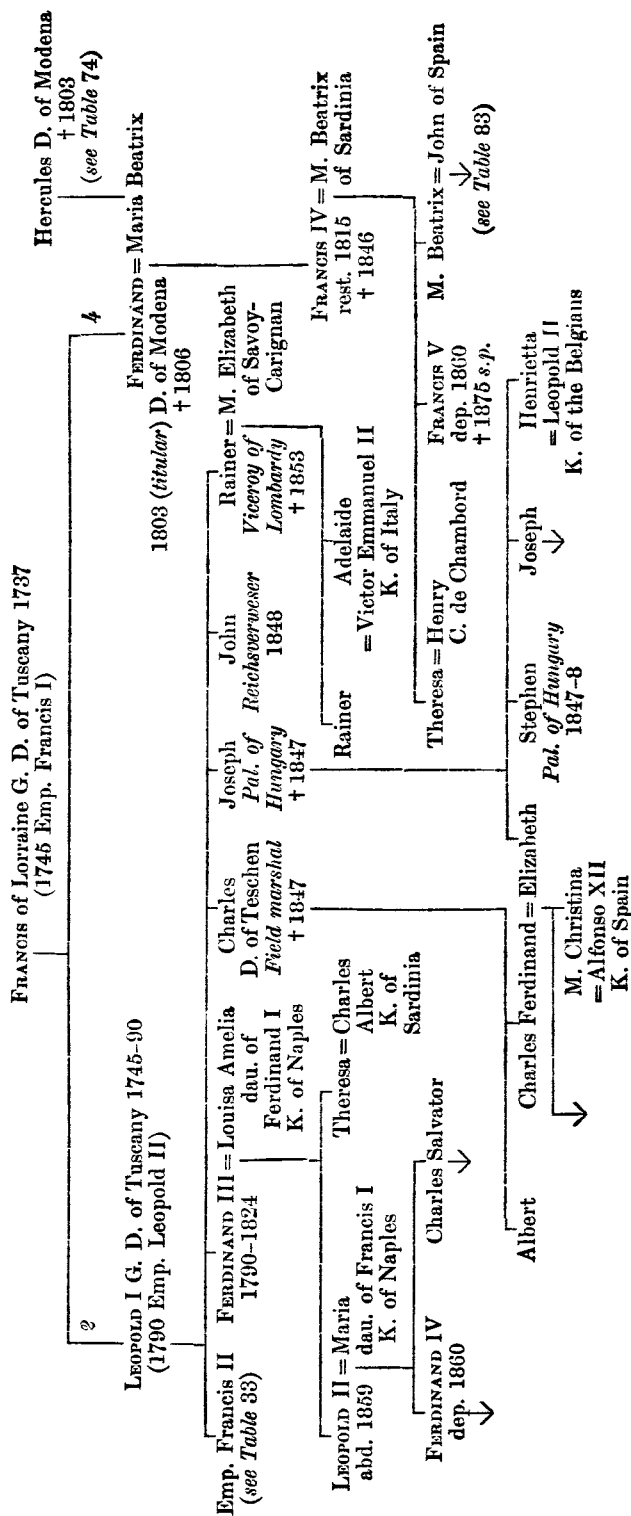 FRANCIS of Lorraine G. D. of Tuscany 1737
(1745 Emp. Francis I)
Hercules D. of Modena
† 1803
(see Table 74)
2
LEOPOLD I G. D. of Tuscany 1745-90
(1790 Emp. Leopold II)
4
FERDINAND = Maria Beatrix
1803 (titular) D. of Modena
† 1806
Emp. Francis II
(see Table 33)
FERDINAND III = Louisa Amelia
1790-1824
dau. of
Ferdinand I
K. of Naples
Charles
D. of Teschen
Field marshal
† 1847
Joseph
Pal. of
Hungary
† 1847
John
Reichsverweser
1848
Rainer = M. Elizabeth
Viceroy of
Lombardy
† 1853
of Savoy-
Carignan
FRANCIS IV = M. Beatrix
rest. 1815
† 1846
of Sardinia
LEOPOLD II = Maria
abd. 1859
dau. of Francis I
K. of Naples
Theresa = Charles
Albert
K. of
Sardinia
Rainer
Adelaide
= Victor Emmanuel II
K. of Italy
Theresa = Henry
C. de Chambord
FRANCIS V
dep. 1860
† 1875 s.p.
M. Beatrix = John of Spain
(see Table 83)
FERDINAND IV
dep. 1860
Charles Salvator
Albert
Charles Ferdinand = Elizabeth
Stephen
Pal. of Hungary
1847-8
Joseph
Henrietta
= Leopold II
K. of the Belgians
M. Christina
= Alfonso XII
K. of Spain